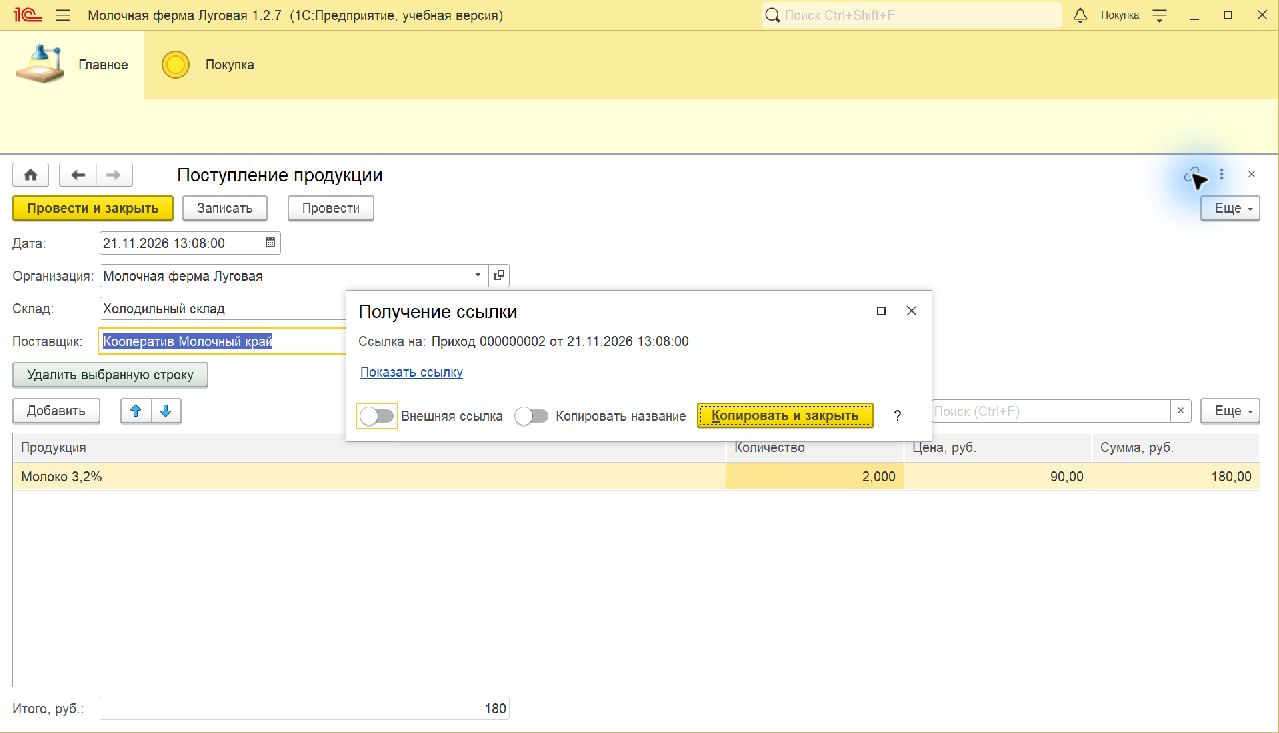 Молочная ферма Луговая 1.2.7 (1С:Предприятие, учебная версия)
Поиск Ctrl+Shift+F
Покупка
Главное
Покупка
Поступление продукции
Провести и закрыть
Записать
Провести
Еще
Дата:
21.11.2026 13:08:00
Организация:
Молочная ферма Луговая
Склад:
Холодильный склад
Поставщик:
Кооператив Молочный край
Получение ссылки
Ссылка на: Приход 000000002 от 21.11.2026 13:08:00
Показать ссылку
Внешняя ссылка
Копировать название
Копировать и закрыть
?
Удалить выбранную строку
Добавить
Поиск (Ctrl+F)
Еще
Продукция
Количество
Цена, руб.
Сумма, руб.
Молоко 3,2%
2,000
90,00
180,00
Итого, руб.:
180